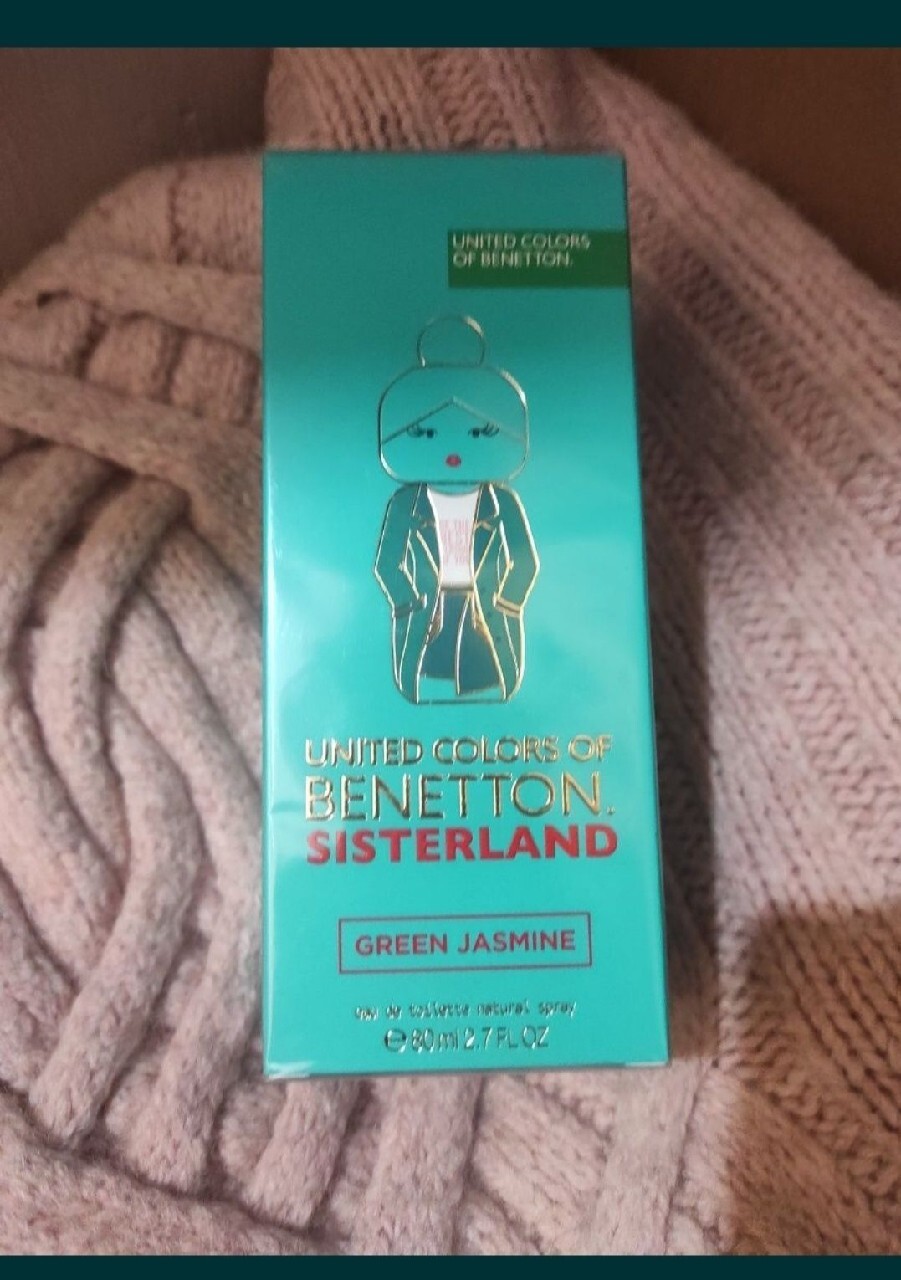 UNITED COLORS
OF BENETTON.
UNITED COLORS OF
BENETTON.
SISTERLAND
GREEN JASMINE
eau de toilette natural spray
℮ 80 ml 2.7 FL OZ